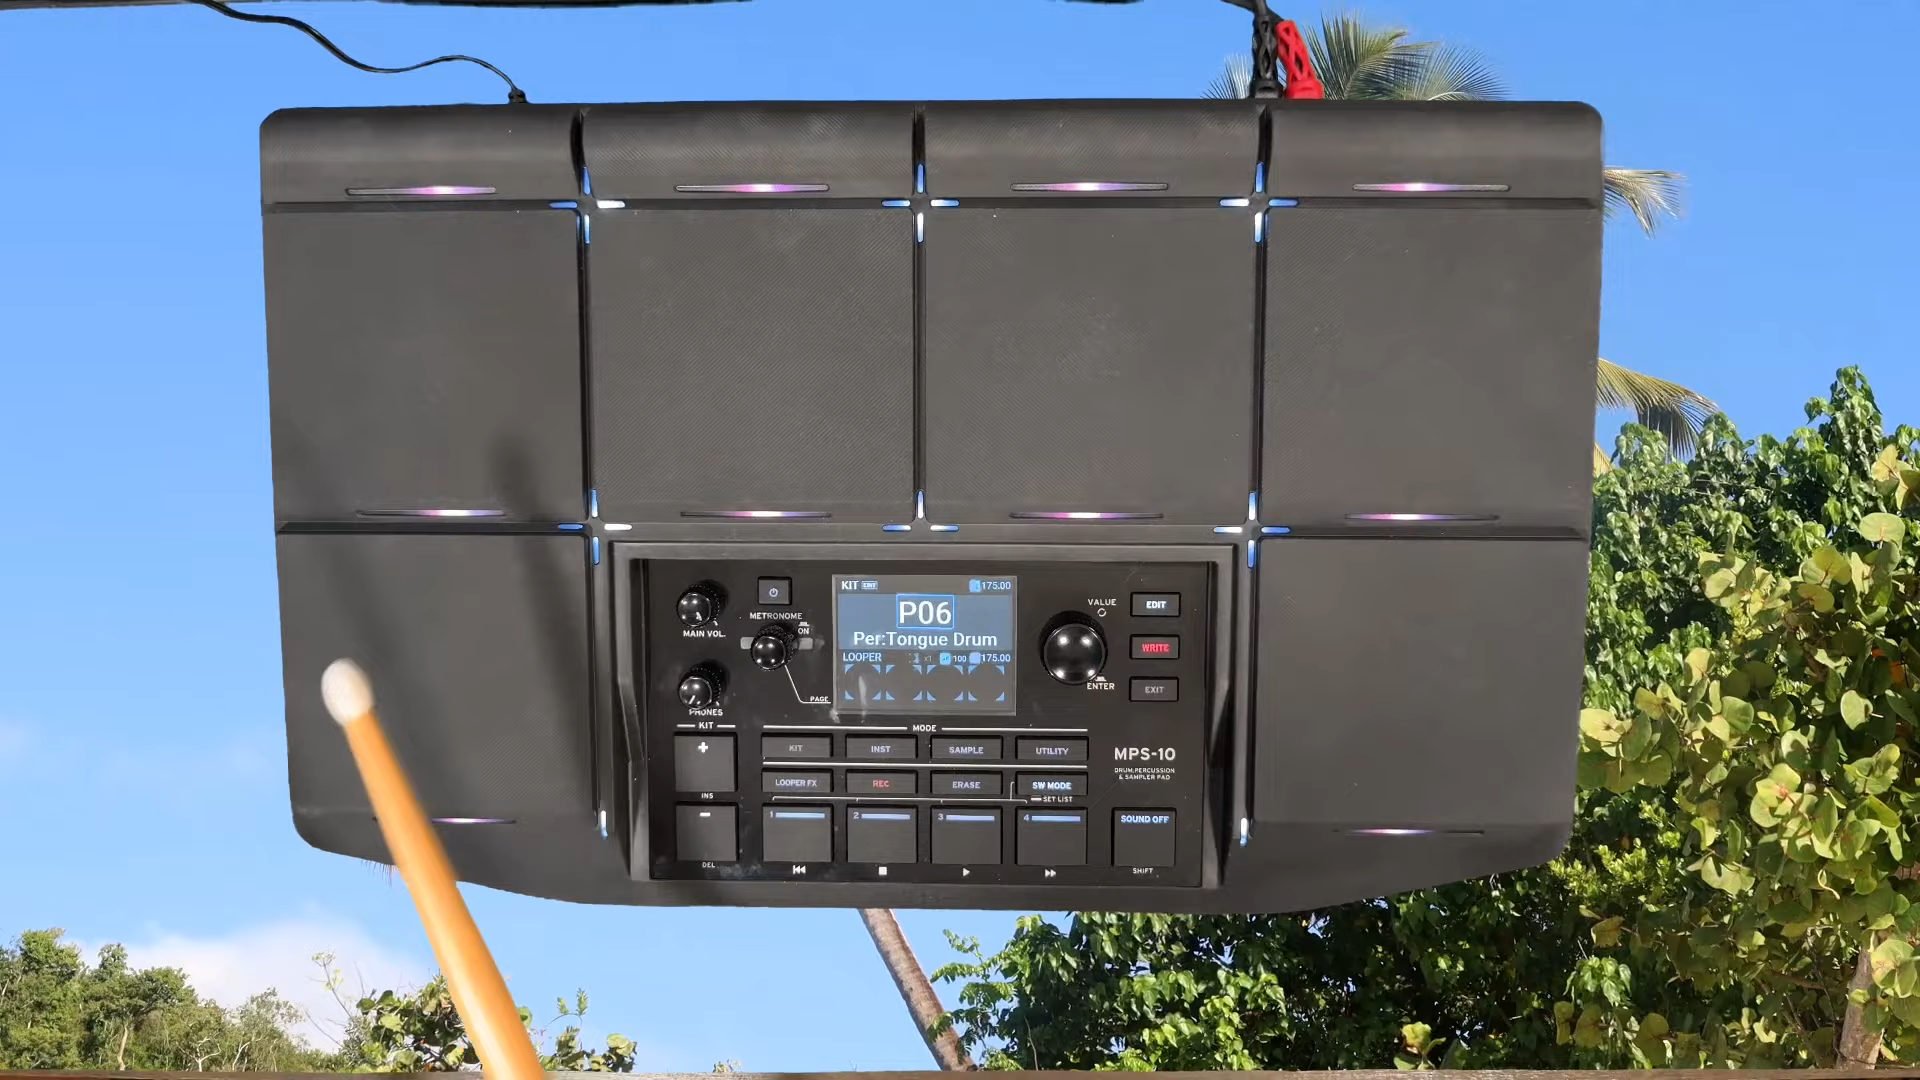 KIT EDIT 175.00
P06
Per:Tongue Drum
LOOPER x1 100 175.00
MAIN VOL.
METRONOME
ON
PAGE
PHONES
VALUE
ENTER
EDIT
WRITE
EXIT
KIT
+
INS
-
DEL
MODE
KIT INST SAMPLE UTILITY
LOOPER FX REC ERASE SW MODE
SET LIST
1 2 3 4
MPS-10
DRUM, PERCUSSION
& SAMPLER PAD
SOUND OFF
SHIFT